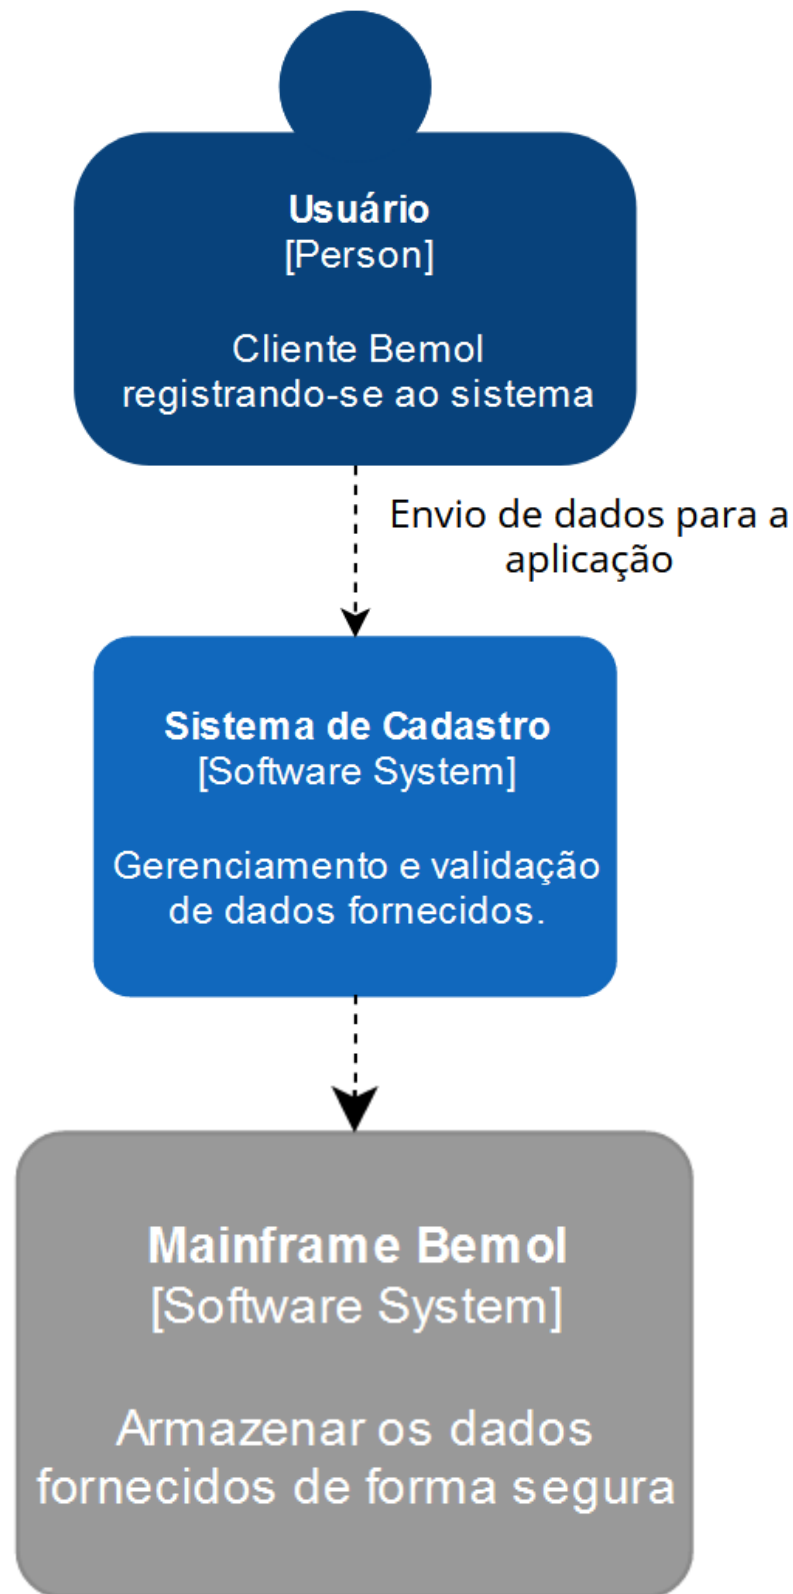 Usuário
[Person]
Cliente Bemol
registrando-se ao sistema
Envio de dados para a
aplicação
Sistema de Cadastro
[Software System]
Gerenciamento e validação
de dados fornecidos.
Mainframe Bemol
[Software System]
Armazenar os dados
fornecidos de forma segura